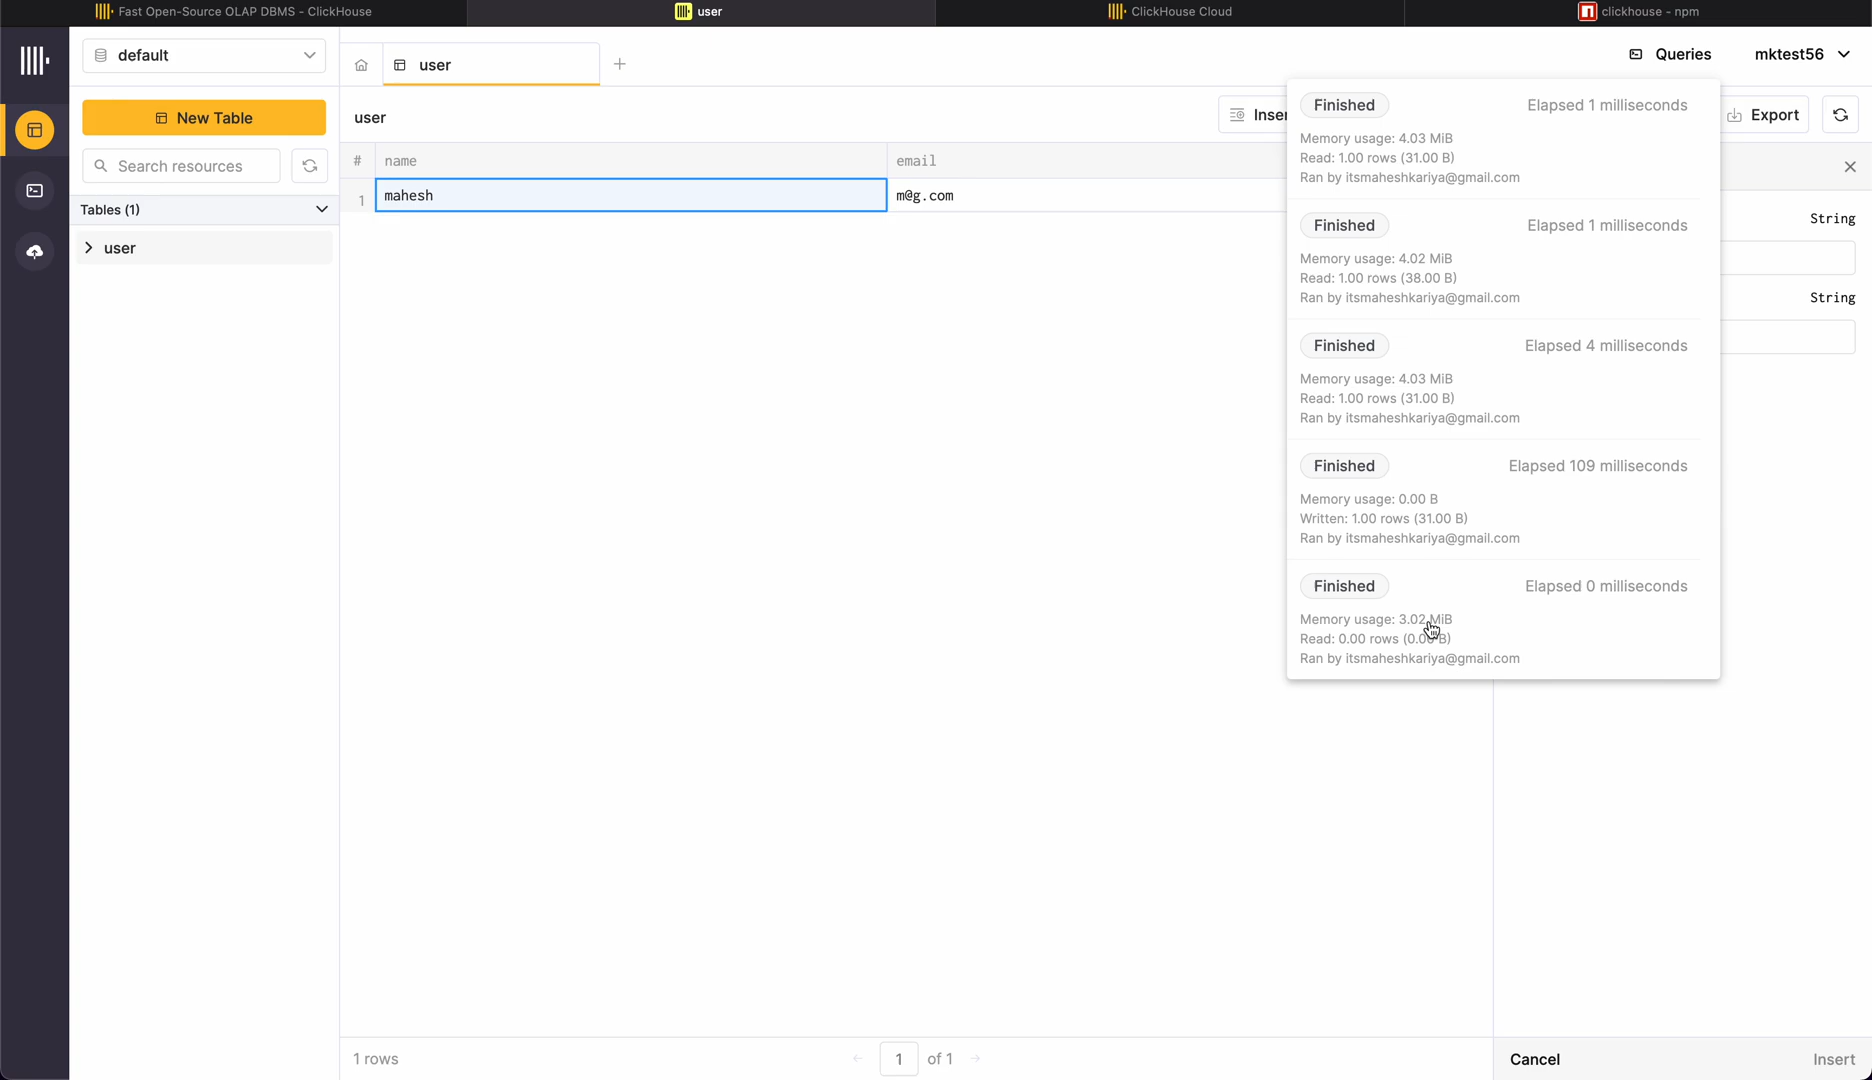 Fast Open-Source OLAP DBMS - ClickHouse
user
ClickHouse Cloud
clickhouse - npm
default
user
Queries
mktest56
New Table
user
Inser
Export
Search resources
# name email
Tables (1)
1 mahesh m@g.com
user
Finished Elapsed 1 milliseconds
Memory usage: 4.03 MiB
Read: 1.00 rows (31.00 B)
Ran by itsmaheshkariya@gmail.com
Finished Elapsed 1 milliseconds
Memory usage: 4.02 MiB
Read: 1.00 rows (38.00 B)
Ran by itsmaheshkariya@gmail.com
Finished Elapsed 4 milliseconds
Memory usage: 4.03 MiB
Read: 1.00 rows (31.00 B)
Ran by itsmaheshkariya@gmail.com
Finished Elapsed 109 milliseconds
Memory usage: 0.00 B
Written: 1.00 rows (31.00 B)
Ran by itsmaheshkariya@gmail.com
Finished Elapsed 0 milliseconds
Memory usage: 3.02 MiB
Read: 0.00 rows (0.00 B)
Ran by itsmaheshkariya@gmail.com
String
String
1 rows
1 of 1
Cancel
Insert